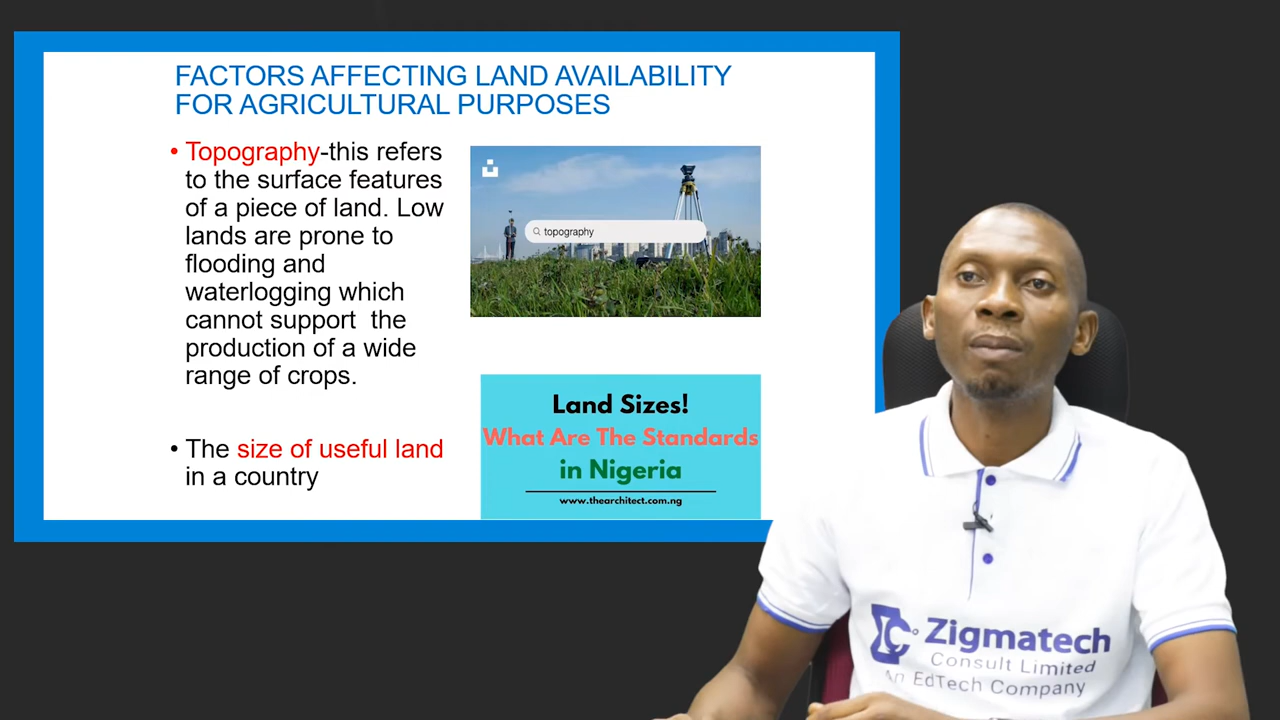 FACTORS AFFECTING LAND AVAILABILITY
FOR AGRICULTURAL PURPOSES
• Topography-this refers
to the surface features
of a piece of land. Low
lands are prone to
flooding and
waterlogging which
cannot support the
production of a wide
range of crops.
• The size of useful land
in a country
topography
Land Sizes!
What Are The Standards
in Nigeria
www.thearchitect.com.ng
Zigmatech
Consult Limited
An EdTech Company